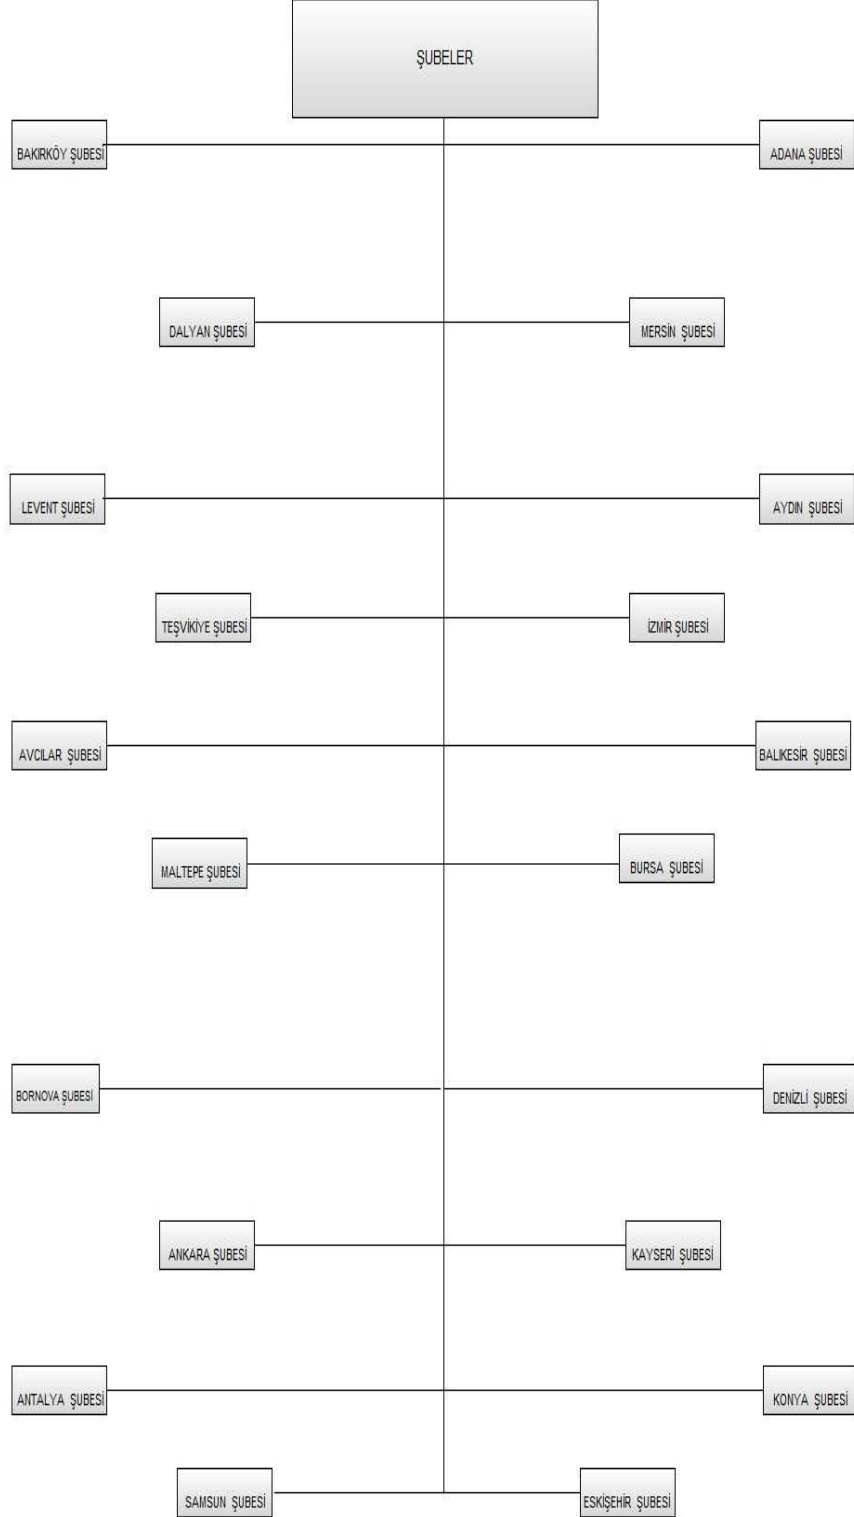 ŞUBELER
BAKIRKÖY ŞUBESİ
ADANA ŞUBESİ
DALYAN ŞUBESİ
MERSİN ŞUBESİ
LEVENT ŞUBESİ
AYDIN ŞUBESİ
TEŞVİKİYE ŞUBESİ
İZMİR ŞUBESİ
AVCILAR ŞUBESİ
BALIKESİR ŞUBESİ
MALTEPE ŞUBESİ
BURSA ŞUBESİ
BORNOVA ŞUBESİ
DENİZLİ ŞUBESİ
ANKARA ŞUBESİ
KAYSERİ ŞUBESİ
ANTALYA ŞUBESİ
KONYA ŞUBESİ
SAMSUN ŞUBESİ
ESKİŞEHİR ŞUBESİ